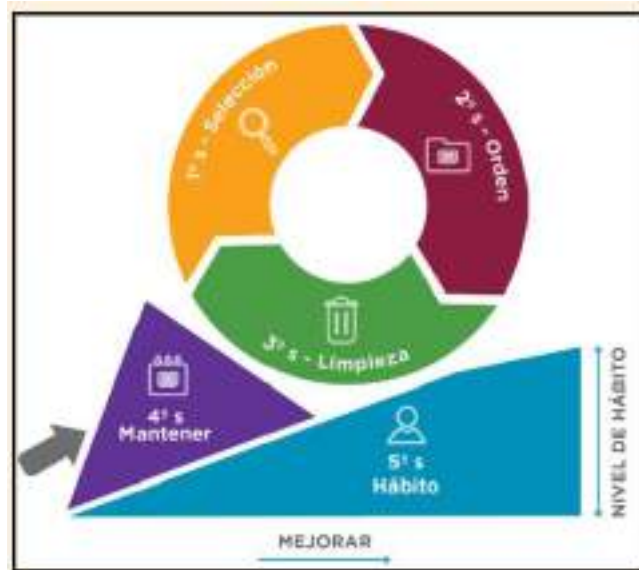 1ª s - Selección
2ª s - Orden
3ª s - Limpieza
4ª s
Mantener
5ª s
Hábito
NIVEL DE HÁBITO
MEJORAR